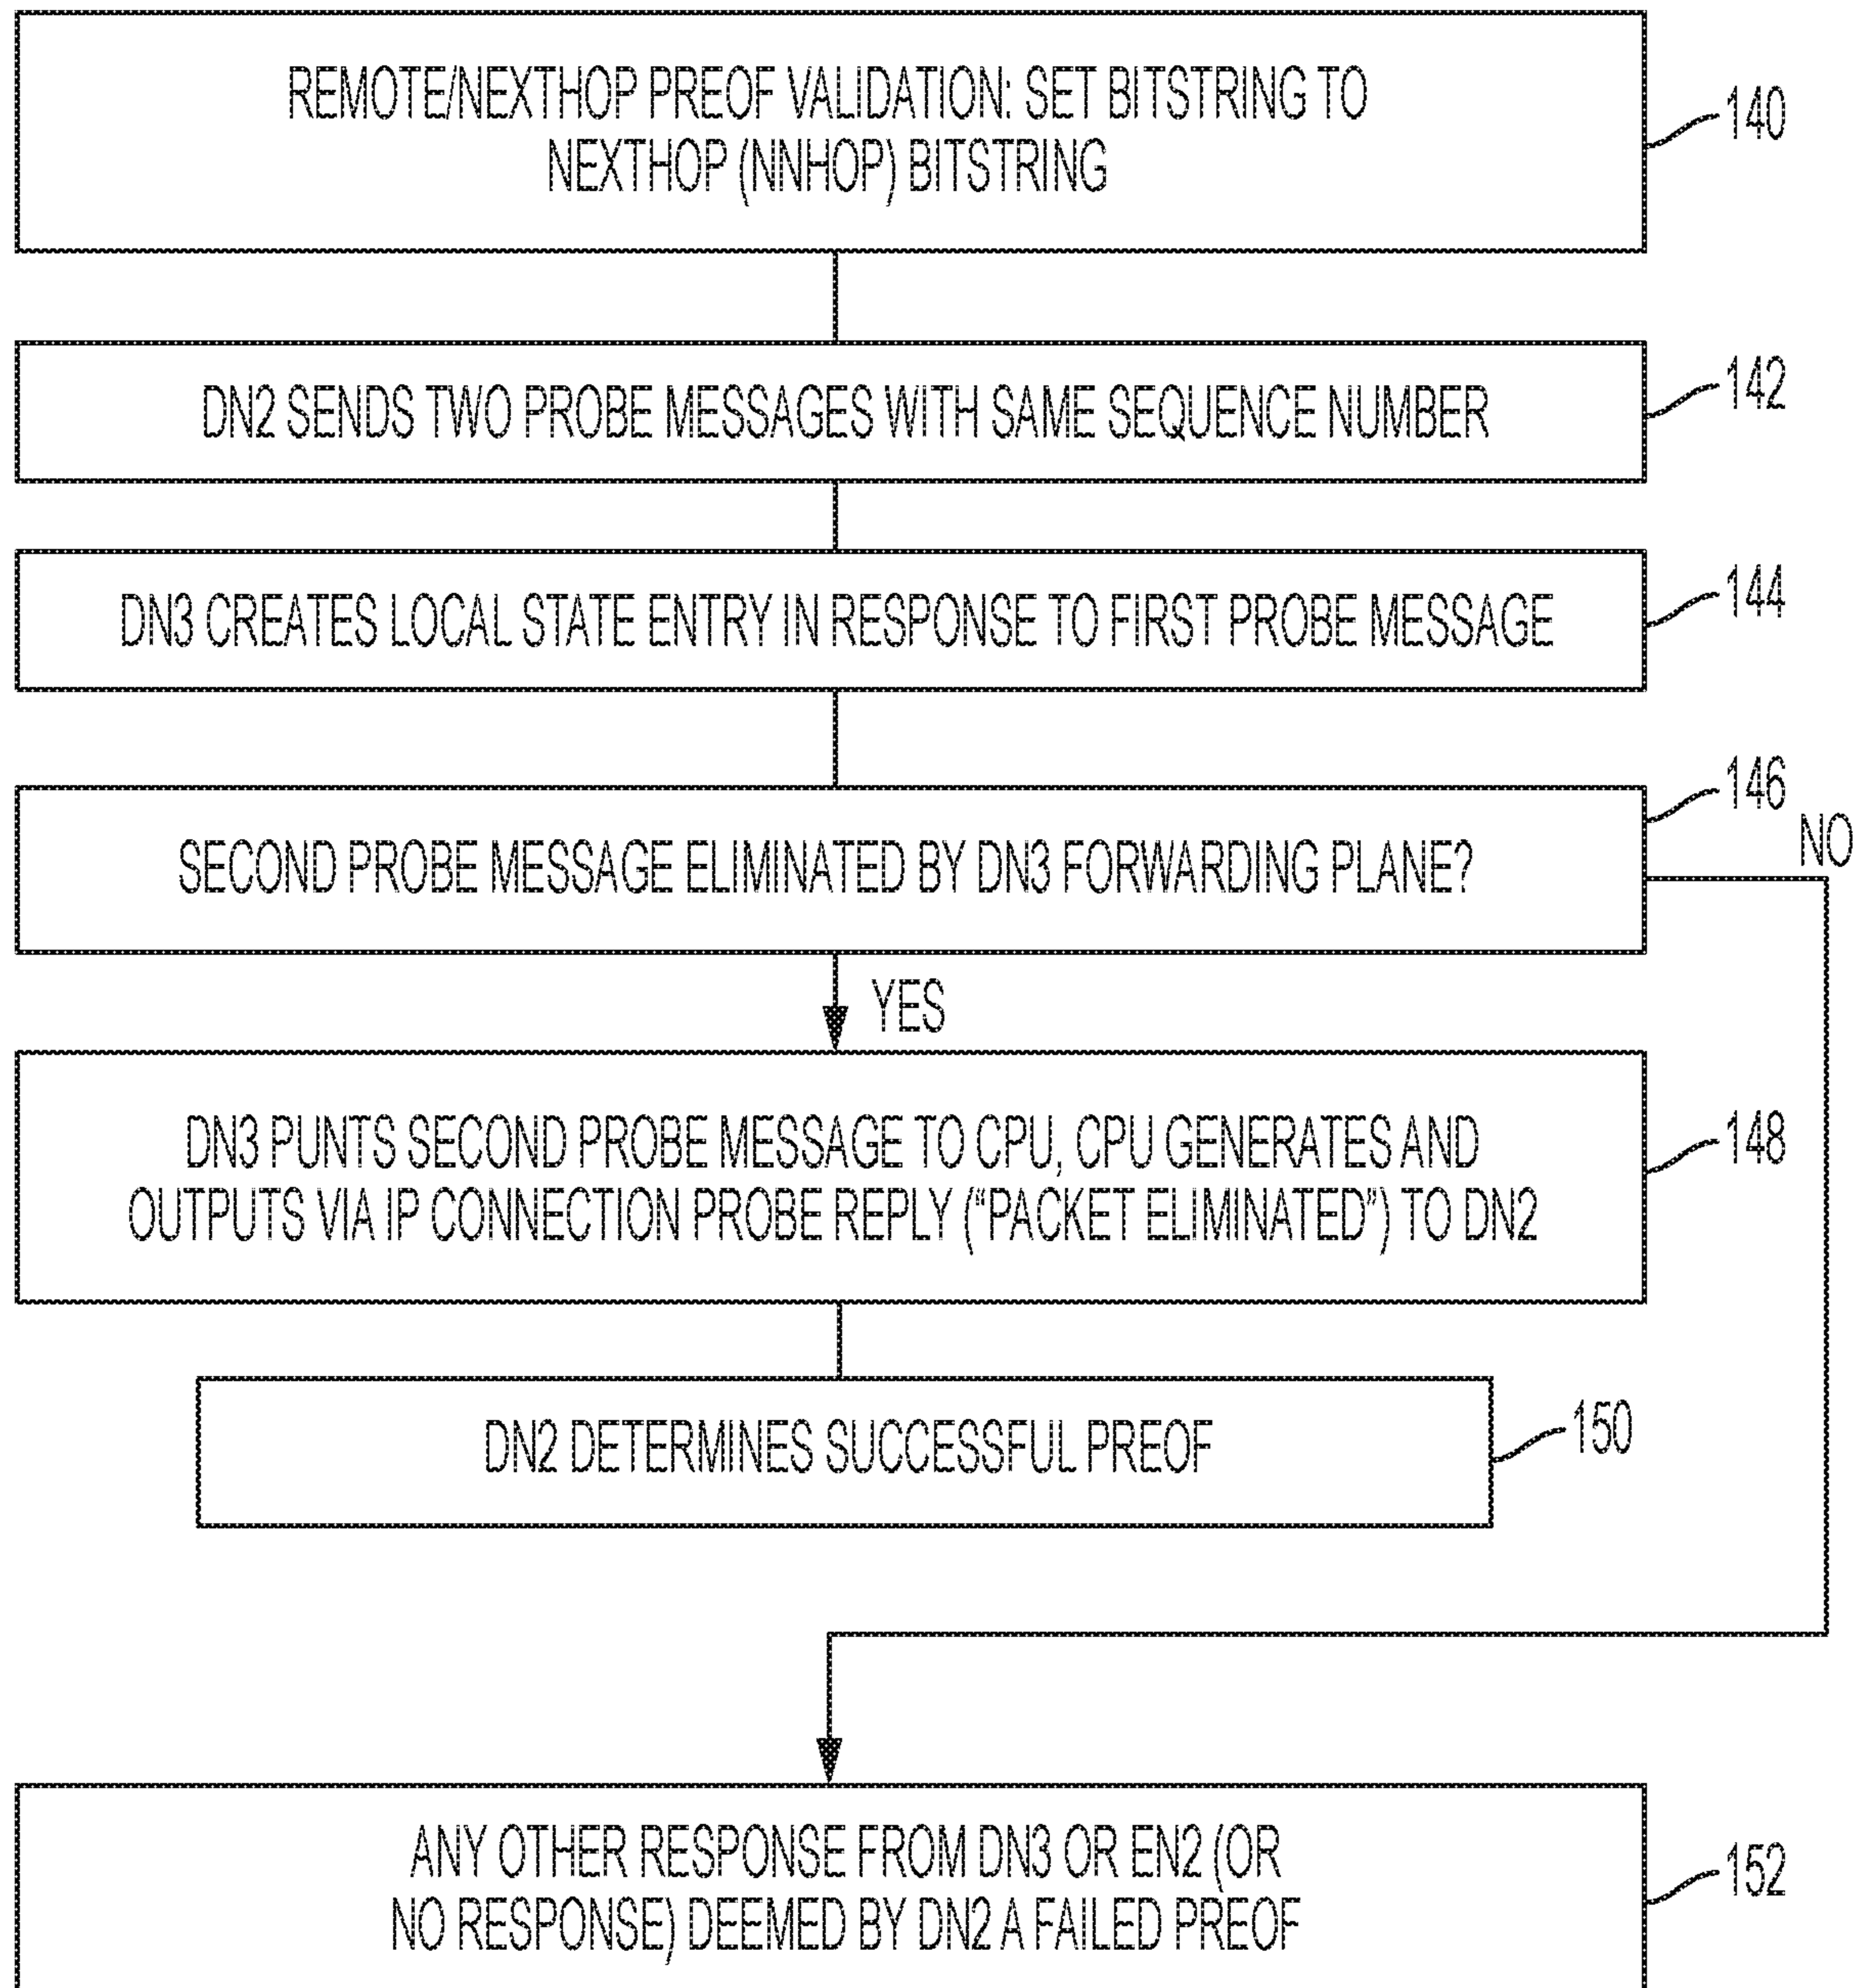 REMOTE/NEXTHOP PREOF VALIDATION: SET BITSTRING TO
NEXTHOP (NNHOP) BITSTRING
140
DN2 SENDS TWO PROBE MESSAGES WITH SAME SEQUENCE NUMBER
142
DN3 CREATES LOCAL STATE ENTRY IN RESPONSE TO FIRST PROBE MESSAGE
144
SECOND PROBE MESSAGE ELIMINATED BY DN3 FORWARDING PLANE?
146
NO
YES
DN3 PUNTS SECOND PROBE MESSAGE TO CPU, CPU GENERATES AND
OUTPUTS VIA IP CONNECTION PROBE REPLY (“PACKET ELIMINATED”) TO DN2
148
DN2 DETERMINES SUCCESSFUL PREOF
150
ANY OTHER RESPONSE FROM DN3 OR EN2 (OR
NO RESPONSE) DEEMED BY DN2 A FAILED PREOF
152